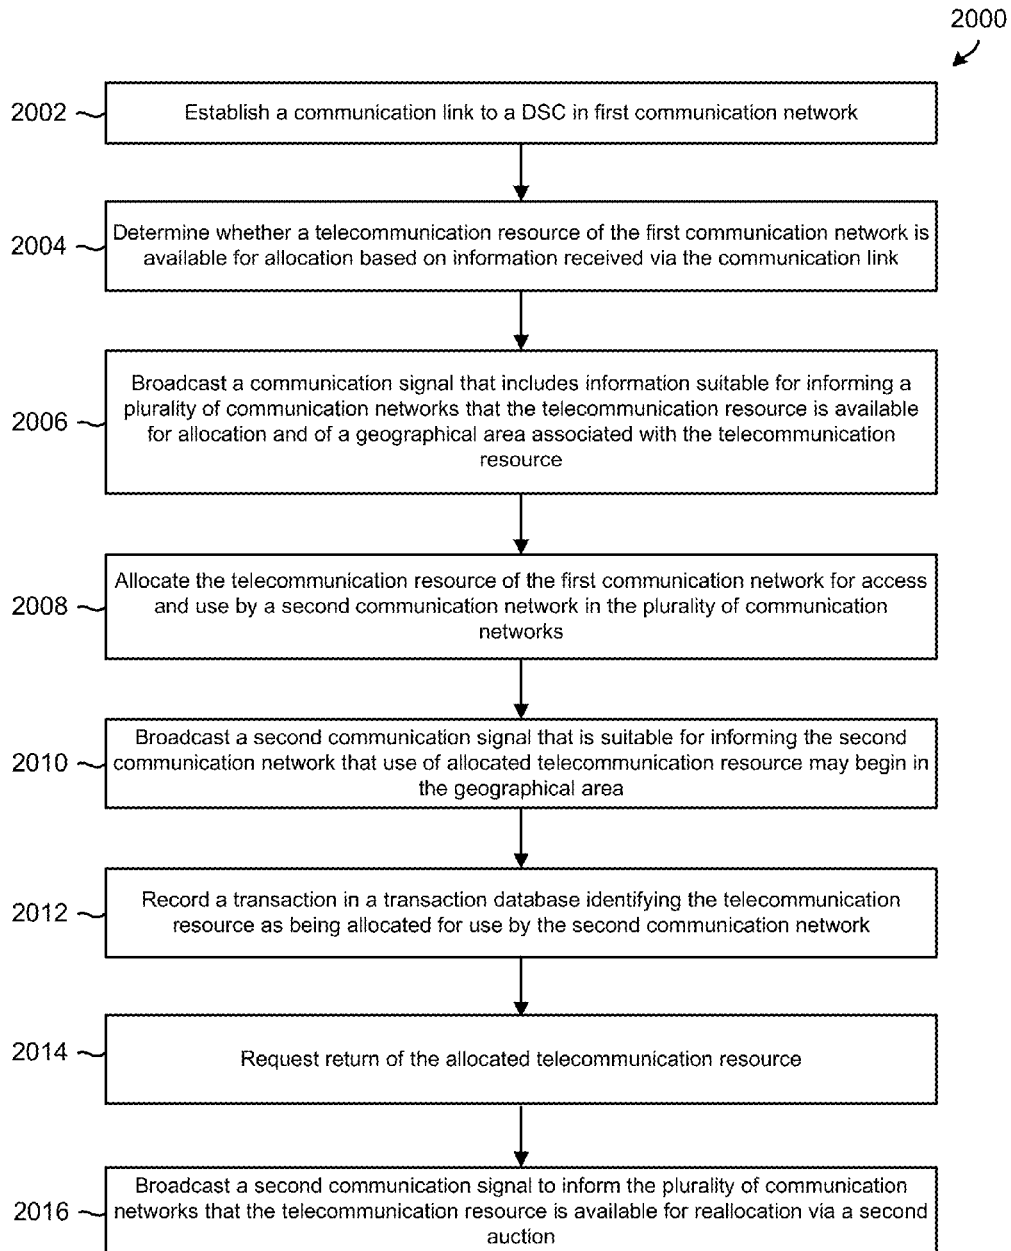 2000
2002
Establish a communication link to a DSC in first communication network
2004
Determine whether a telecommunication resource of the first communication network is
available for allocation based on information received via the communication link
2006
Broadcast a communication signal that includes information suitable for informing a
plurality of communication networks that the telecommunication resource is available
for allocation and of a geographical area associated with the telecommunication
resource
2008
Allocate the telecommunication resource of the first communication network for access
and use by a second communication network in the plurality of communication
networks
2010
Broadcast a second communication signal that is suitable for informing the second
communication network that use of allocated telecommunication resource may begin in
the geographical area
2012
Record a transaction in a transaction database identifying the telecommunication
resource as being allocated for use by the second communication network
2014
Request return of the allocated telecommunication resource
2016
Broadcast a second communication signal to inform the plurality of communication
networks that the telecommunication resource is available for reallocation via a second
auction